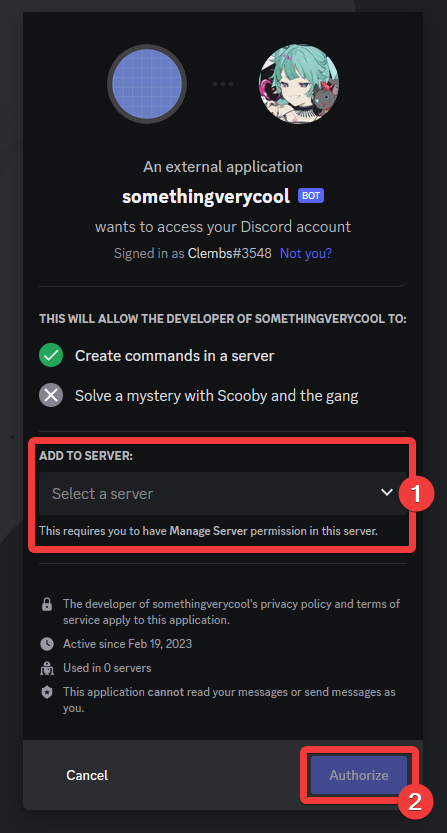 An external application
somethingverycool BOT
wants to access your Discord account
Signed in as Clembs#3548 Not you?
THIS WILL ALLOW THE DEVELOPER OF SOMETHINGVERYCOOL TO:
Create commands in a server
Solve a mystery with Scooby and the gang
ADD TO SERVER:
Select a server
1
This requires you to have Manage Server permission in this server.
The developer of somethingverycool's privacy policy and terms of
service apply to this application.
Active since Feb 19, 2023
Used in 0 servers
This application cannot read your messages or send messages as
you.
Cancel
Authorize
2